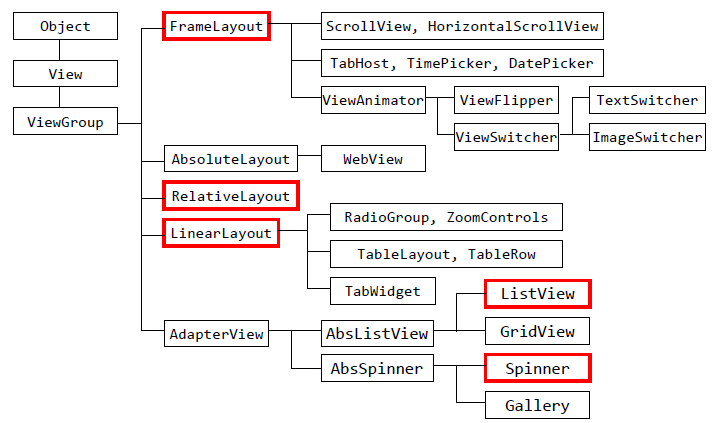 Object
View
ViewGroup
FrameLayout
ScrollView, HorizontalScrollView
TabHost, TimePicker, DatePicker
ViewAnimator
ViewFlipper
TextSwitcher
ViewSwitcher
ImageSwitcher
AbsoluteLayout
WebView
RelativeLayout
LinearLayout
RadioGroup, ZoomControls
TableLayout, TableRow
TabWidget
AdapterView
AbsListView
ListView
GridView
AbsSpinner
Spinner
Gallery